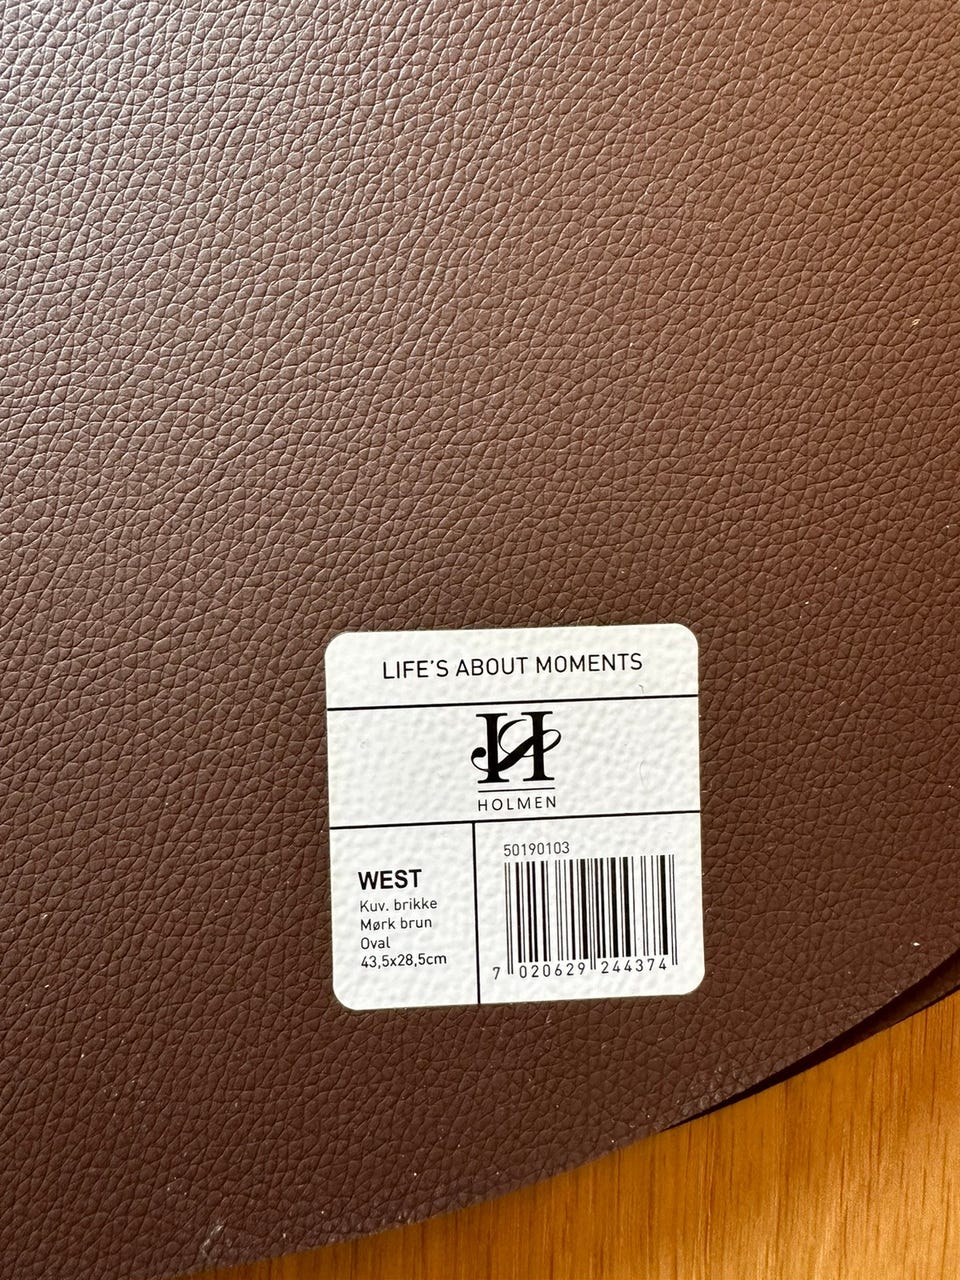 LIFE'S ABOUT MOMENTS
H
HOLMEN
WEST
Kuv. brikke
Mørk brun
Oval
43,5x28,5cm
50190103
7 020629 244374